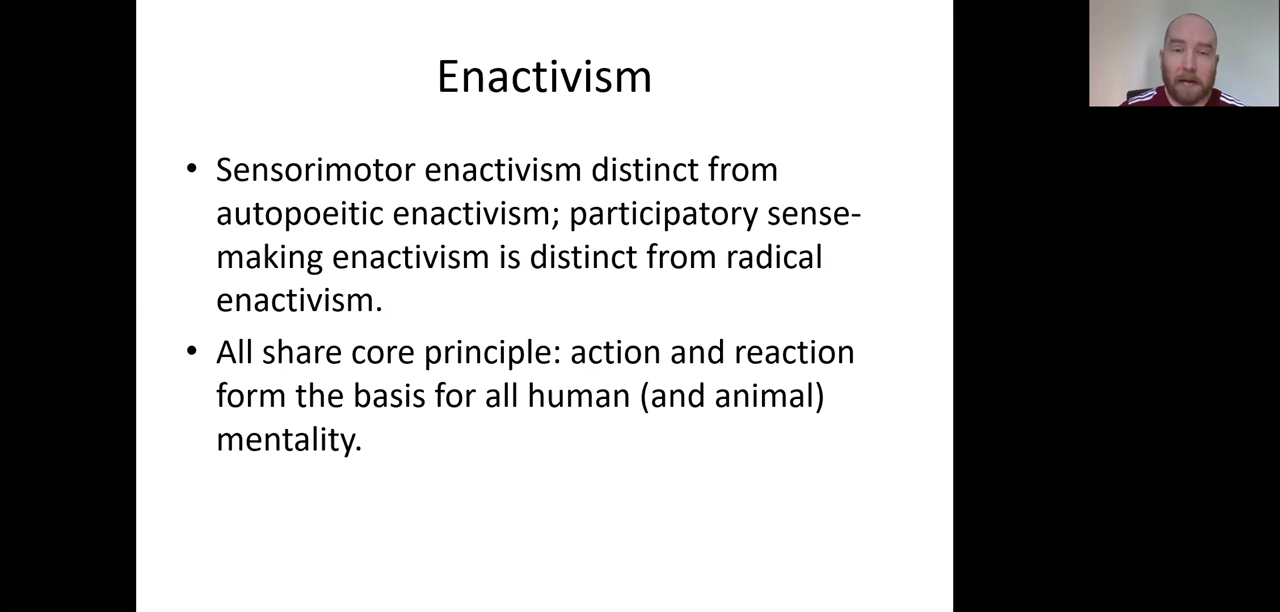 Enactivism
• Sensorimotor enactivism distinct from
autopoeitic enactivism; participatory sense-
making enactivism is distinct from radical
enactivism.
• All share core principle: action and reaction
form the basis for all human (and animal)
mentality.